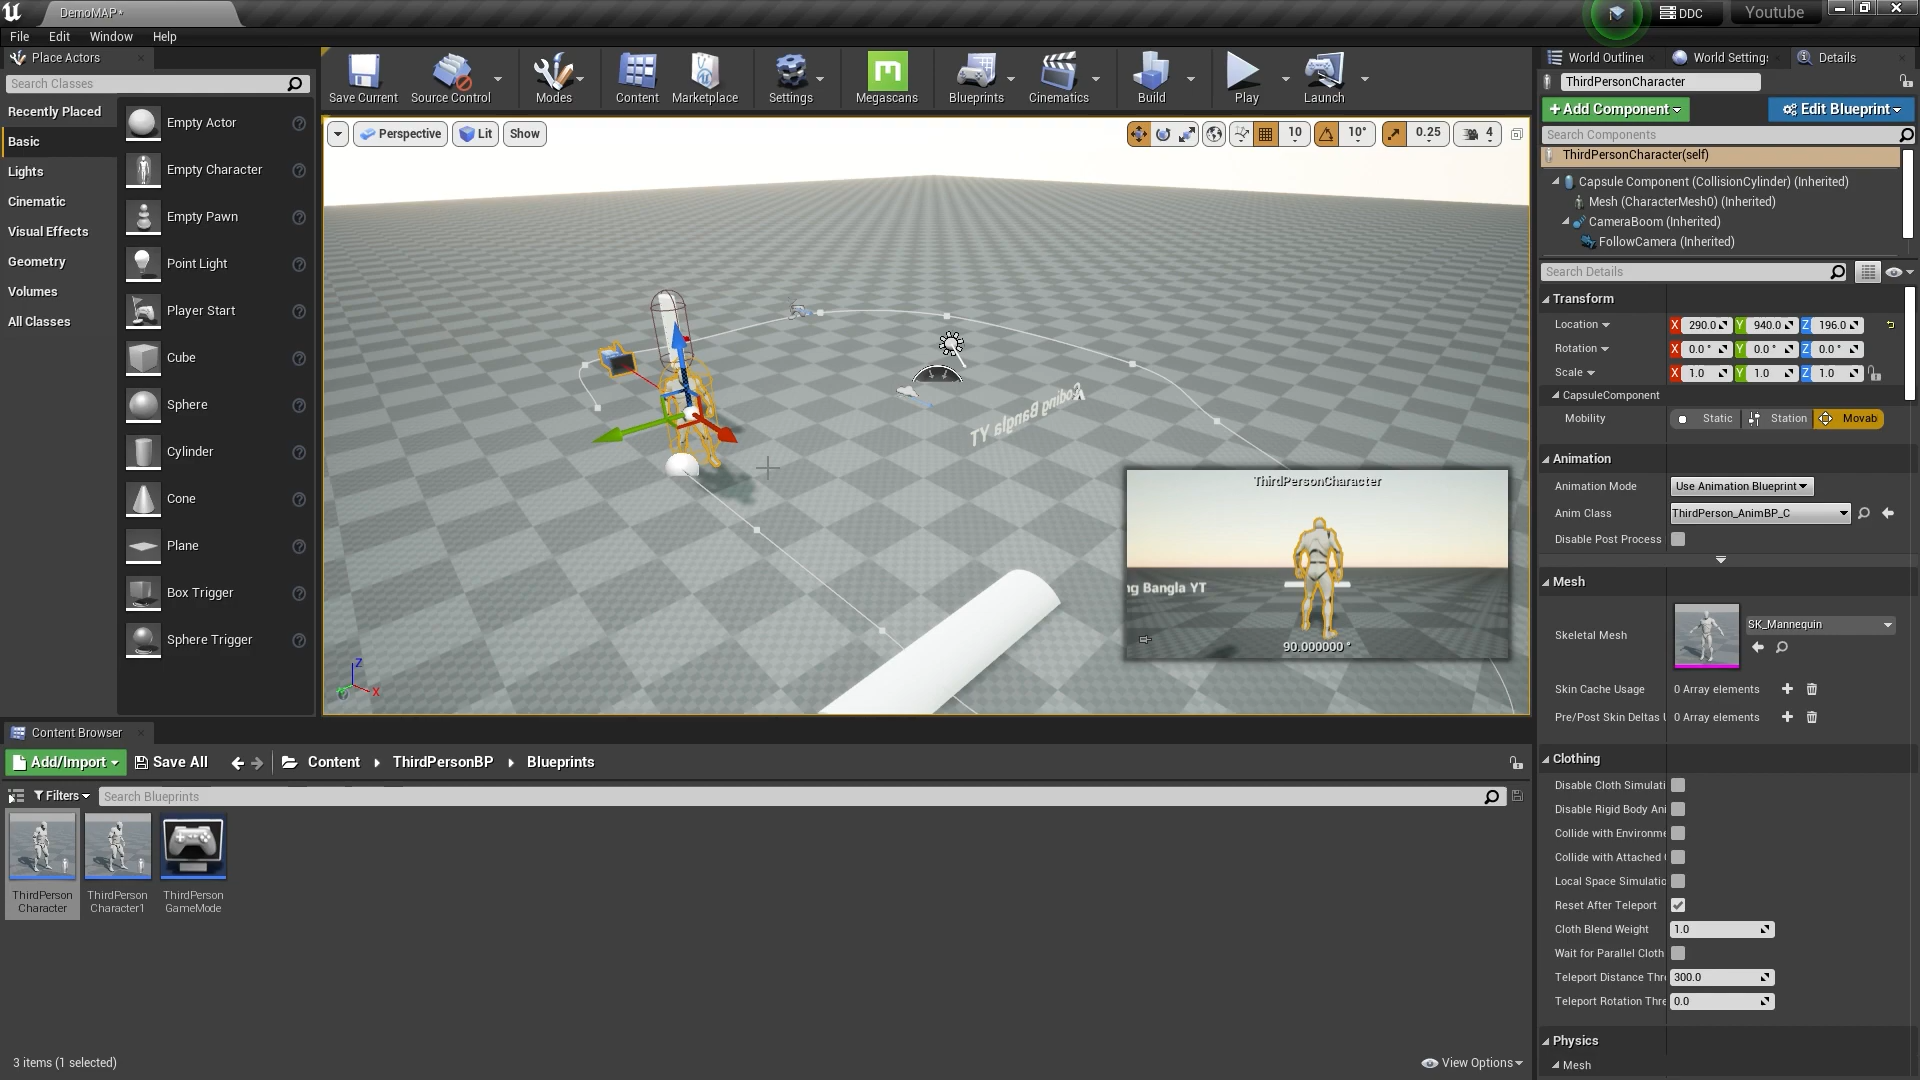 DemoMAP*
DDC
Youtube
File
Edit
Window
Help
Place Actors
Search Classes
Recently Placed
Basic
Lights
Cinematic
Visual Effects
Geometry
Volumes
All Classes
Empty Actor
Empty Character
Empty Pawn
Point Light
Player Start
Cube
Sphere
Cylinder
Cone
Plane
Box Trigger
Sphere Trigger
Save Current
Source Control
Modes
Content
Marketplace
Settings
Megascans
Blueprints
Cinematics
Build
Play
Launch
Perspective
Lit
Show
10
10°
0.25
4
Coding Bangla YT
ThirdPersonCharacter
ng Bangla YT
90.000000 °
Z
X
Y
World Outliner
World Settings
Details
ThirdPersonCharacter
+Add Component
Edit Blueprint
Search Components
ThirdPersonCharacter(self)
Capsule Component (CollisionCylinder) (Inherited)
Mesh (CharacterMesh0) (Inherited)
CameraBoom (Inherited)
FollowCamera (Inherited)
Search Details
Transform
Location X 290.0 Y 940.0 Z 196.0
Rotation X 0.0 ° Y 0.0 ° Z 0.0 °
Scale X 1.0 Y 1.0 Z 1.0
CapsuleComponent
Mobility Static Station Movab
Animation
Animation Mode Use Animation Blueprint
Anim Class ThirdPerson_AnimBP_C
Disable Post Process
Mesh
Skeletal Mesh SK_Mannequin
Skin Cache Usage 0 Array elements
Pre/Post Skin Deltas U 0 Array elements
Clothing
Disable Cloth Simulati
Disable Rigid Body Ani
Collide with Environme
Collide with Attached
Local Space Simulatio
Reset After Teleport
Cloth Blend Weight 1.0
Wait for Parallel Cloth
Teleport Distance Thre 300.0
Teleport Rotation Thre 0.0
Physics
Mesh
Content Browser
Add/Import
Save All
Content
ThirdPersonBP
Blueprints
Filters
Search Blueprints
ThirdPerson
Character
ThirdPerson
Character1
ThirdPerson
GameMode
3 items (1 selected)
View Options